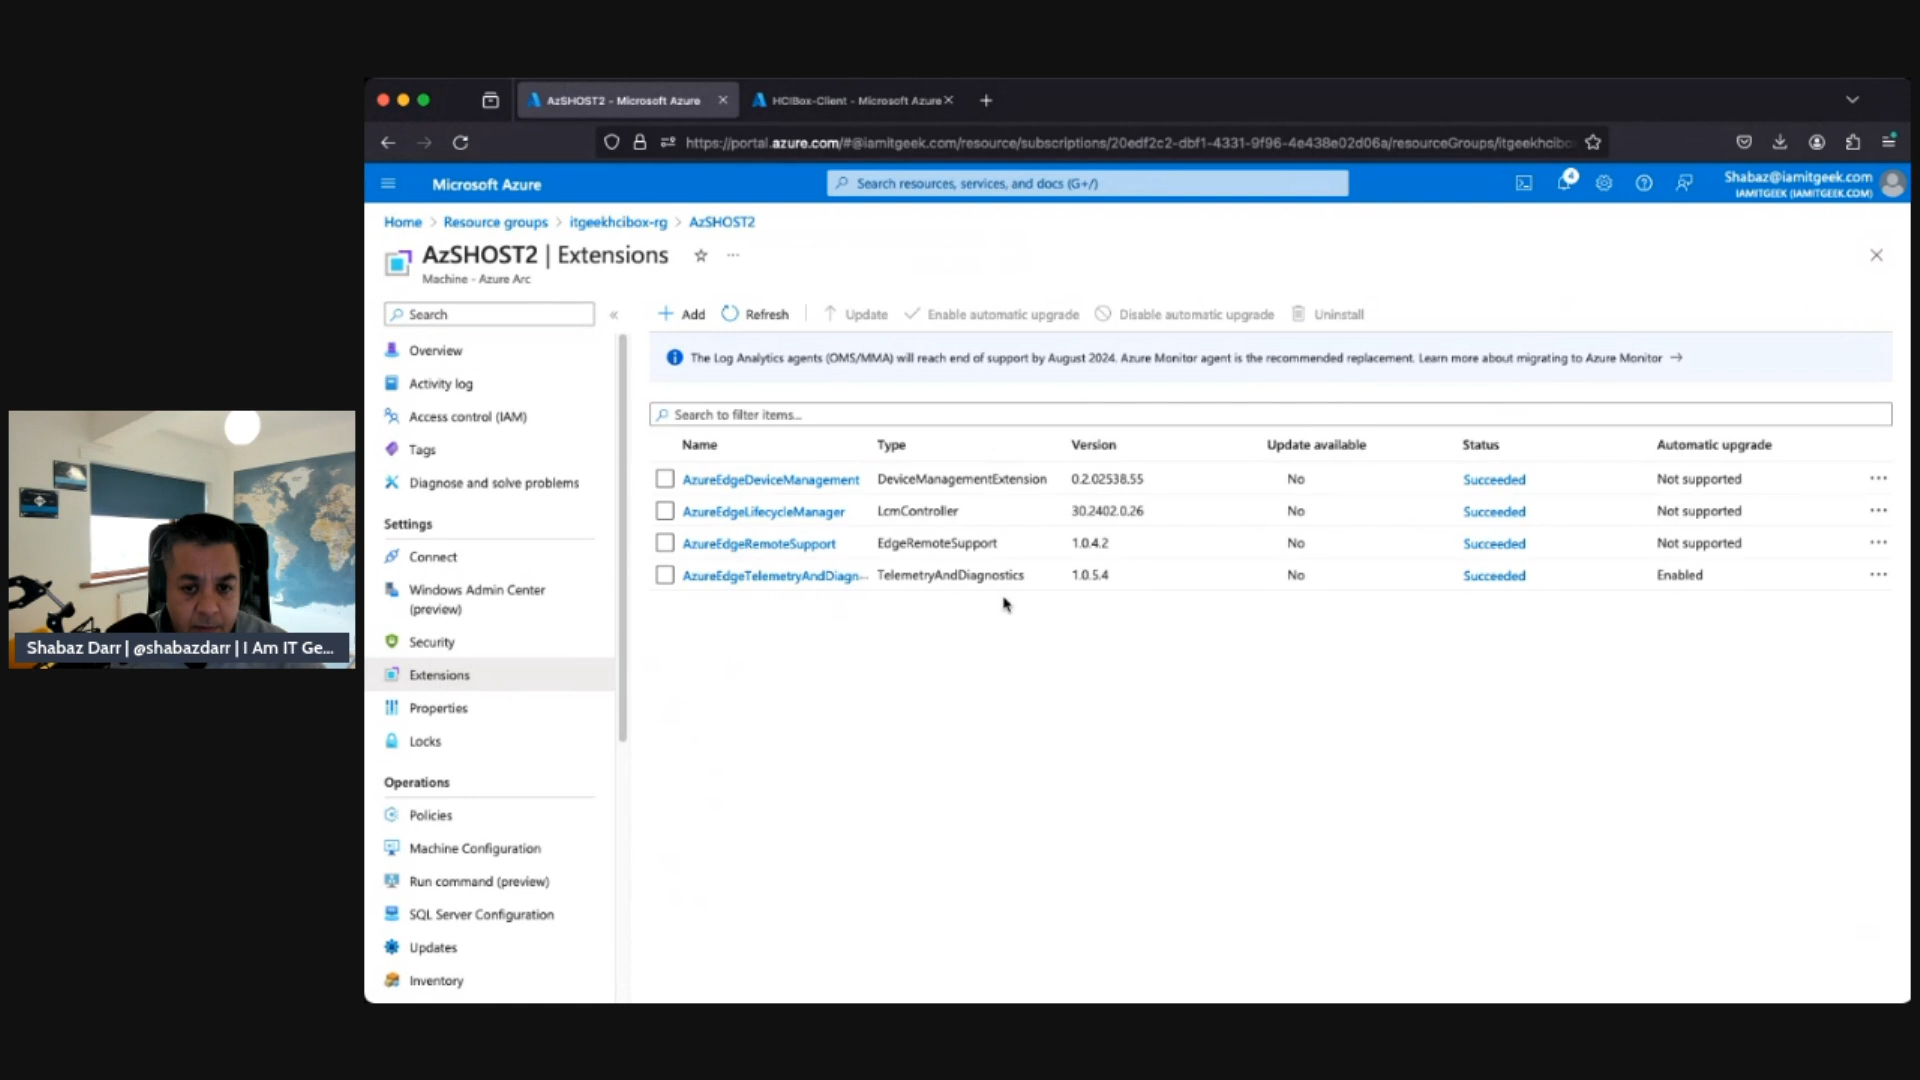 AzSHOST2 - Microsoft Azure
HCIBox-Client - Microsoft Azure
https://portal.azure.com/#@iamitgeek.com/resource/subscriptions/20edf2c2-dbf1-4331-9f96-4e438e02d06a/resourceGroups/itgeekhcibo
Microsoft Azure
Search resources, services, and docs (G+/)
4
Shabaz@iamitgeek.com
IAMITGEEK (IAMITGEEK.COM)
Home > Resource groups > itgeekhcibox-rg > AzSHOST2
AzSHOST2 | Extensions
Machine - Azure Arc
Search
Overview
Activity log
Access control (IAM)
Tags
Diagnose and solve problems
Settings
Connect
Windows Admin Center
(preview)
Security
Extensions
Properties
Locks
Operations
Policies
Machine Configuration
Run command (preview)
SQL Server Configuration
Updates
Inventory
Add Refresh Update Enable automatic upgrade Disable automatic upgrade Uninstall
The Log Analytics agents (OMS/MMA) will reach end of support by August 2024. Azure Monitor agent is the recommended replacement. Learn more about migrating to Azure Monitor →
Search to filter items...
Name Type Version Update available Status Automatic upgrade
AzureEdgeDeviceManagement DeviceManagementExtension 0.2.02538.55 No Succeeded Not supported
AzureEdgeLifecycleManager LcmController 30.2402.0.26 No Succeeded Not supported
AzureEdgeRemoteSupport EdgeRemoteSupport 1.0.4.2 No Succeeded Not supported
AzureEdgeTelemetryAndDiagn... TelemetryAndDiagnostics 1.0.5.4 No Succeeded Enabled
Shabaz Darr | @shabazdarr | I Am IT Ge...